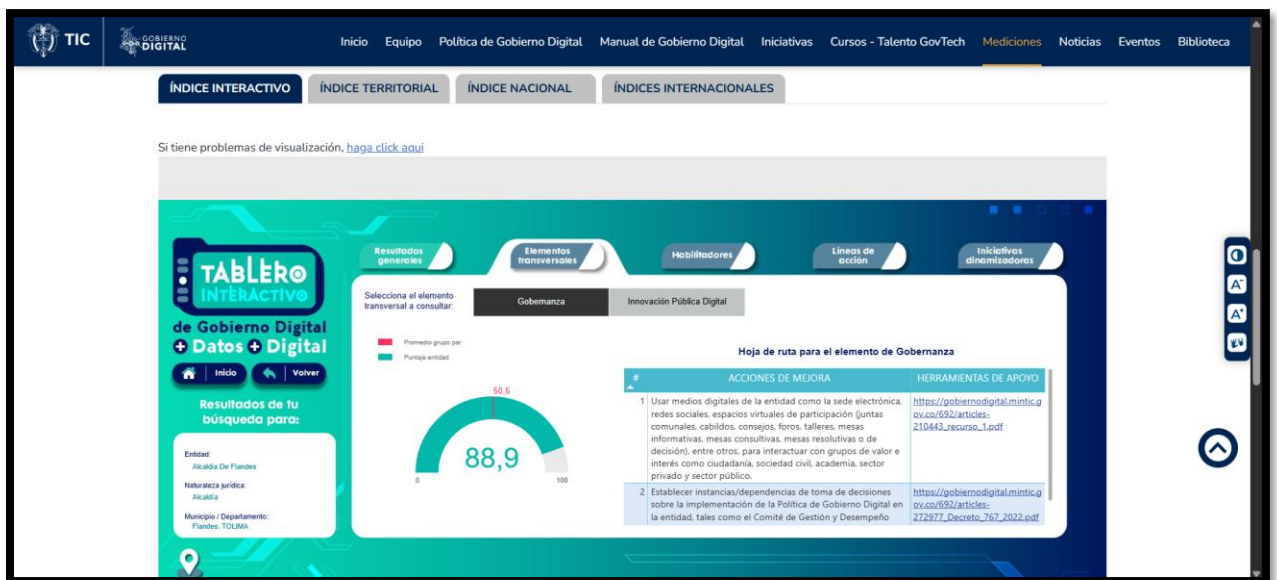 TIC
GOBIERNO
DIGITAL
Inicio Equipo Política de Gobierno Digital Manual de Gobierno Digital Iniciativas Cursos - Talento GovTech Mediciones Noticias Eventos Biblioteca
ÍNDICE INTERACTIVO ÍNDICE TERRITORIAL ÍNDICE NACIONAL ÍNDICES INTERNACIONALES
Si tiene problemas de visualización, haga click aqui
TABLERO
INTERACTIVO
de Gobierno Digital
Datos Digital
Inicio Volver
Resultados de tu
búsqueda para:
Entidad:
Alcaldia De Flandes
Naturaleza jurídica:
Alcaldía
Municipio / Departamento::
Flandes, TOLIMA
Resultados
generales
Elementos
transversales
Habilitadores
Líneas de
acción
Iniciativas
dinamizadoras
Selecciona el elemento
transversal a consultar:
Gobernanza Innovación Pública Digital
Promedio grupo par
Puntaje entidad
50,6
88,9
0 100
Hoja de ruta para el elemento de Gobernanza
# ACCIONES DE MEJORA HERRAMIENTAS DE APOYO
1 Usar medios digitales de la entidad como la sede electrónica,
redes sociales, espacios virtuales de participación (juntas
comunales, cabildos, consejos, foros, talleres, mesas
informativas, mesas consultivas, mesas resolutivas o de
decisión), entre otros, para interactuar con grupos de valor e
interés como ciudadanía, sociedad civil, academia, sector
privado y sector público.
https://gobiernodigital.mintic.g
ov.co/692/articles-
210443_recurso_1.pdf
2 Establecer instancias/dependencias de toma de decisiones
sobre la implementación de la Política de Gobierno Digital en
la entidad, tales como el Comité de Gestión y Desempeño
https://gobiernodigital.mintic.g
ov.co/692/articles-
272977_Decreto_767_2022.pdf
A-
A+